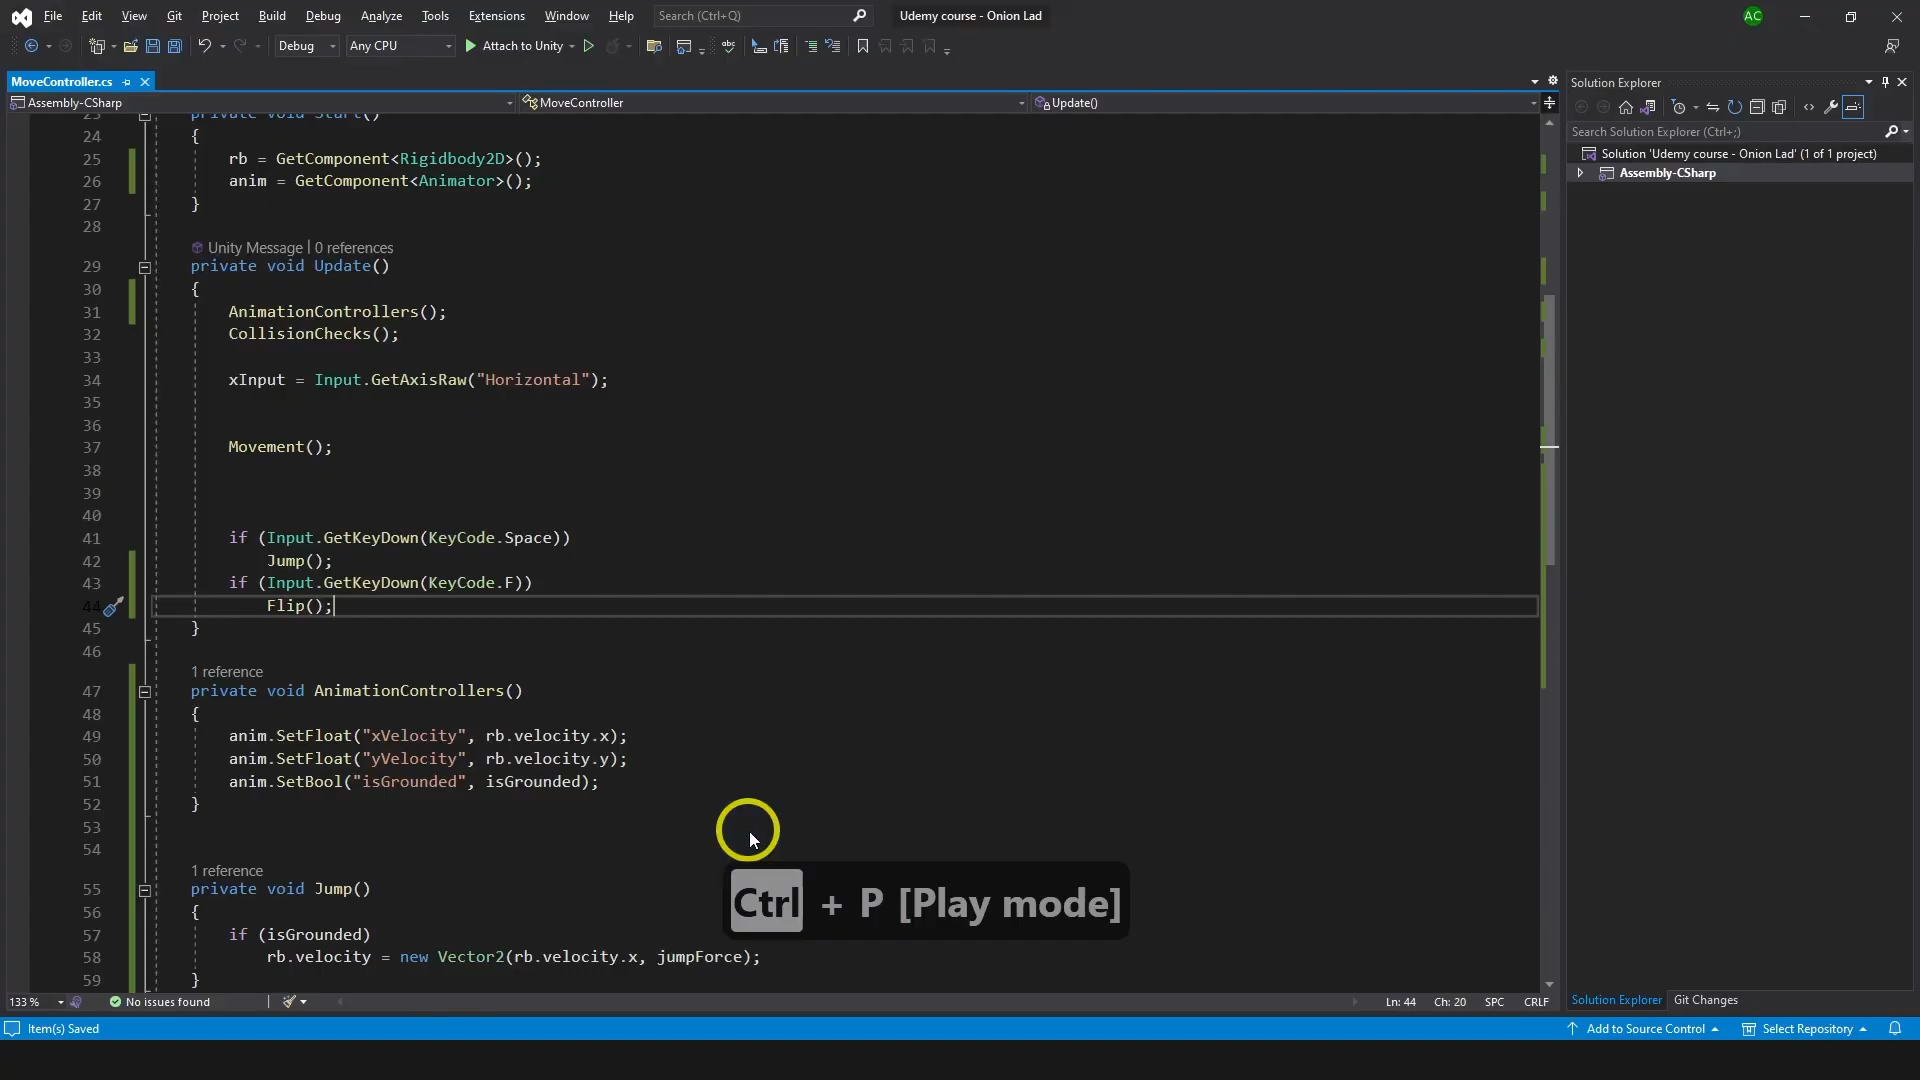 File Edit View Git Project Build Debug Analyze Tools Extensions Window Help Search (Ctrl+Q) Udemy course - Onion Lad AC
Debug Any CPU Attach to Unity
MoveController.cs
Assembly-CSharp MoveController Update()
23 private void Start()
24 {
25 rb = GetComponent<Rigidbody2D>();
26 anim = GetComponent<Animator>();
27 }
28
Unity Message | 0 references
29 private void Update()
30 {
31 AnimationControllers();
32 CollisionChecks();
33
34 xInput = Input.GetAxisRaw("Horizontal");
35
36
37 Movement();
38
39
40
41 if (Input.GetKeyDown(KeyCode.Space))
42 Jump();
43 if (Input.GetKeyDown(KeyCode.F))
44 Flip();
45 }
46
1 reference
47 private void AnimationControllers()
48 {
49 anim.SetFloat("xVelocity", rb.velocity.x);
50 anim.SetFloat("yVelocity", rb.velocity.y);
51 anim.SetBool("isGrounded", isGrounded);
52 }
53
54
1 reference
55 private void Jump()
56 {
57 if (isGrounded)
58 rb.velocity = new Vector2(rb.velocity.x, jumpForce);
59 }
Ctrl + P [Play mode]
133 % No issues found Ln: 44 Ch: 20 SPC CRLF
Solution Explorer
Search Solution Explorer (Ctrl+;)
Solution 'Udemy course - Onion Lad' (1 of 1 project)
Assembly-CSharp
Solution Explorer Git Changes
Item(s) Saved Add to Source Control Select Repository